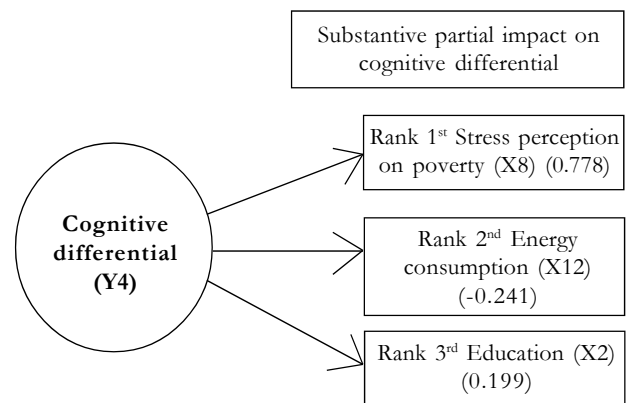 Substantive partial impact on
cognitive differential
Rank 1st Stress perception
on poverty (X8) (0.778)
Cognitive
differential
(Y4)
Rank 2nd Energy
consumption (X12)
(-0.241)
Rank 3rd Education (X2)
(0.199)